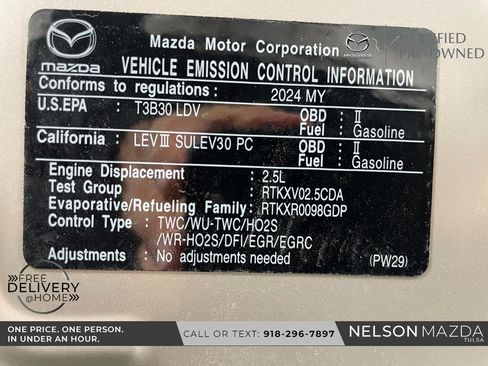 CERTIFIED
PRE-OWNED
mazda
Mazda Motor Corporation
mazda
VEHICLE EMISSION CONTROL INFORMATION
Conforms to regulations : 2024 MY
U.S.EPA : T3B30 LDV OBD : II
Fuel : Gasoline
California : LEVIII SULEV30 PC OBD : II
Fuel : Gasoline
Engine Displacement : 2.5L
Test Group : RTKXV02.5CDA
Evaporative/Refueling Family: RTKXR0098GDP
Control Type : TWC/WU-TWC/HO2S
/WR-HO2S/DFI/EGR/EGRC
Adjustments : No adjustments needed (PW29)
FREE
DELIVERY
@HOME
ONE PRICE. ONE PERSON.
IN UNDER AN HOUR.
CALL OR TEXT: 918-296-7897
NELSON MAZDA
TULSA